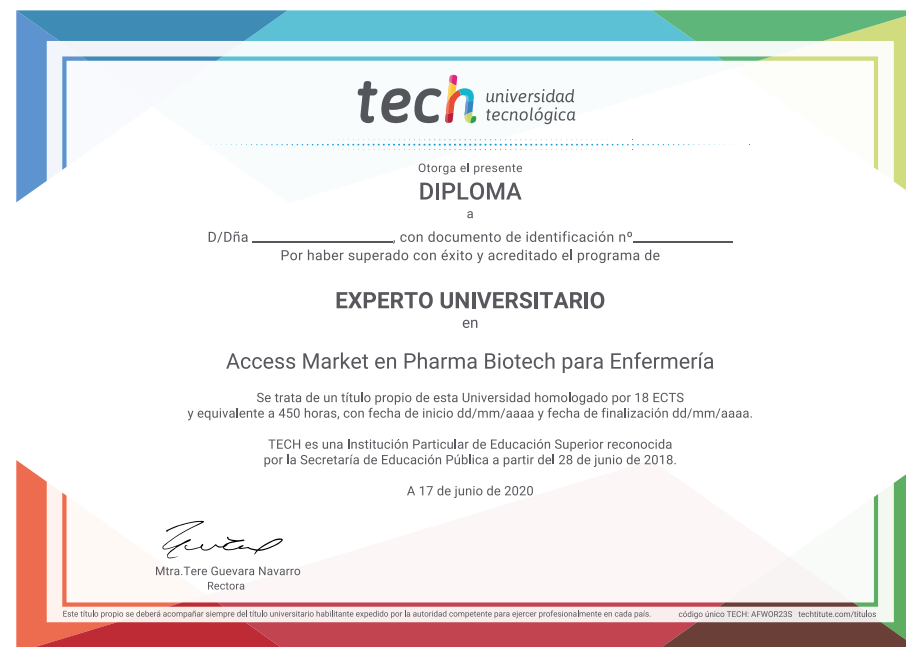 tech universidad
tecnológica
Otorga el presente
DIPLOMA
a
D/Dña ____________________, con documento de identificación nº______________
Por haber superado con éxito y acreditado el programa de
EXPERTO UNIVERSITARIO
en
Access Market en Pharma Biotech para Enfermería
Se trata de un título propio de esta Universidad homologado por 18 ECTS
y equivalente a 450 horas, con fecha de inicio dd/mm/aaaa y fecha de finalización dd/mm/aaaa.
TECH es una Institución Particular de Educación Superior reconocida
por la Secretaría de Educación Pública a partir del 28 de junio de 2018.
A 17 de junio de 2020
Mtra.Tere Guevara Navarro
Rectora
Este título propio se deberá acompañar siempre del título universitario habilitante expedido por la autoridad competente para ejercer profesionalmente en cada país. código único TECH: AFWOR23S techtitute.com/titulos